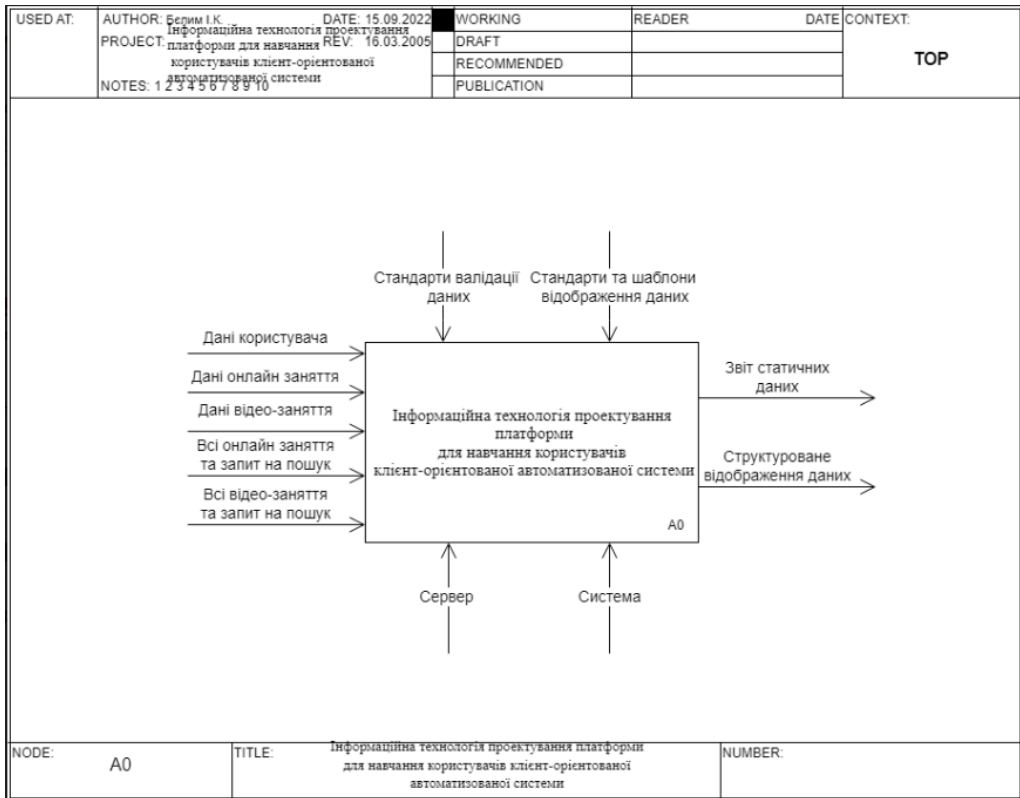 USED AT:
AUTHOR: Бєлим І.К.
DATE: 15.09.2022
PROJECT:
Інформаційна технологія проектування
платформи для навчання
користувачів клієнт-орієнтованої
автоматизованої системи
REV: 16.03.2005
NOTES: 1 2 3 4 5 6 7 8 9 10
WORKING
DRAFT
RECOMMENDED
PUBLICATION
READER
DATE
CONTEXT:
TOP
Стандарти валідації
даних
Стандарти та шаблони
відображення даних
Дані користувача
Дані онлайн заняття
Дані відео-заняття
Всі онлайн заняття
та запит на пошук
Всі відео-заняття
та запит на пошук
Інформаційна технологія проектування
платформи
для навчання користувачів
клієнт-орієнтованої автоматизованої системи
A0
Звіт статичних
даних
Структуроване
відображення даних
Сервер
Система
NODE:
A0
TITLE:
Інформаційна технологія проектування платформи
для навчання користувачів клієнт-орієнтованої
автоматизованої системи
NUMBER: